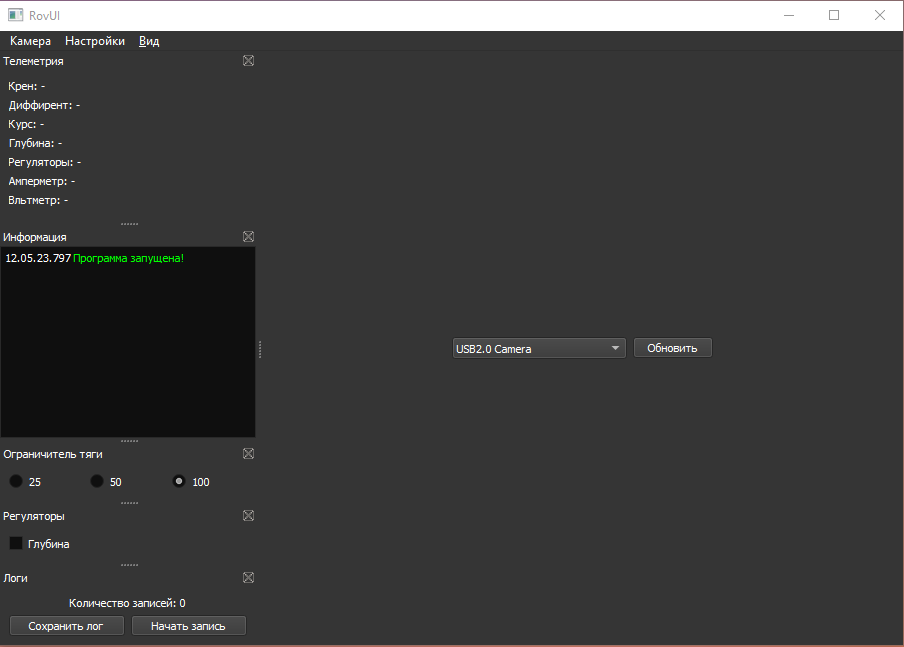 RovUI
Камера Настройки Вид
Телеметрия
Крен: -
Диффирент: -
Курс: -
Глубина: -
Регуляторы: -
Амперметр: -
Вльтметр: -
Информация
12.05.23.797 Программа запущена!
USB2.0 Camera Обновить
Ограничитель тяги
25 50 100
Регуляторы
Глубина
Логи
Количество записей: 0
Сохранить лог Начать запись